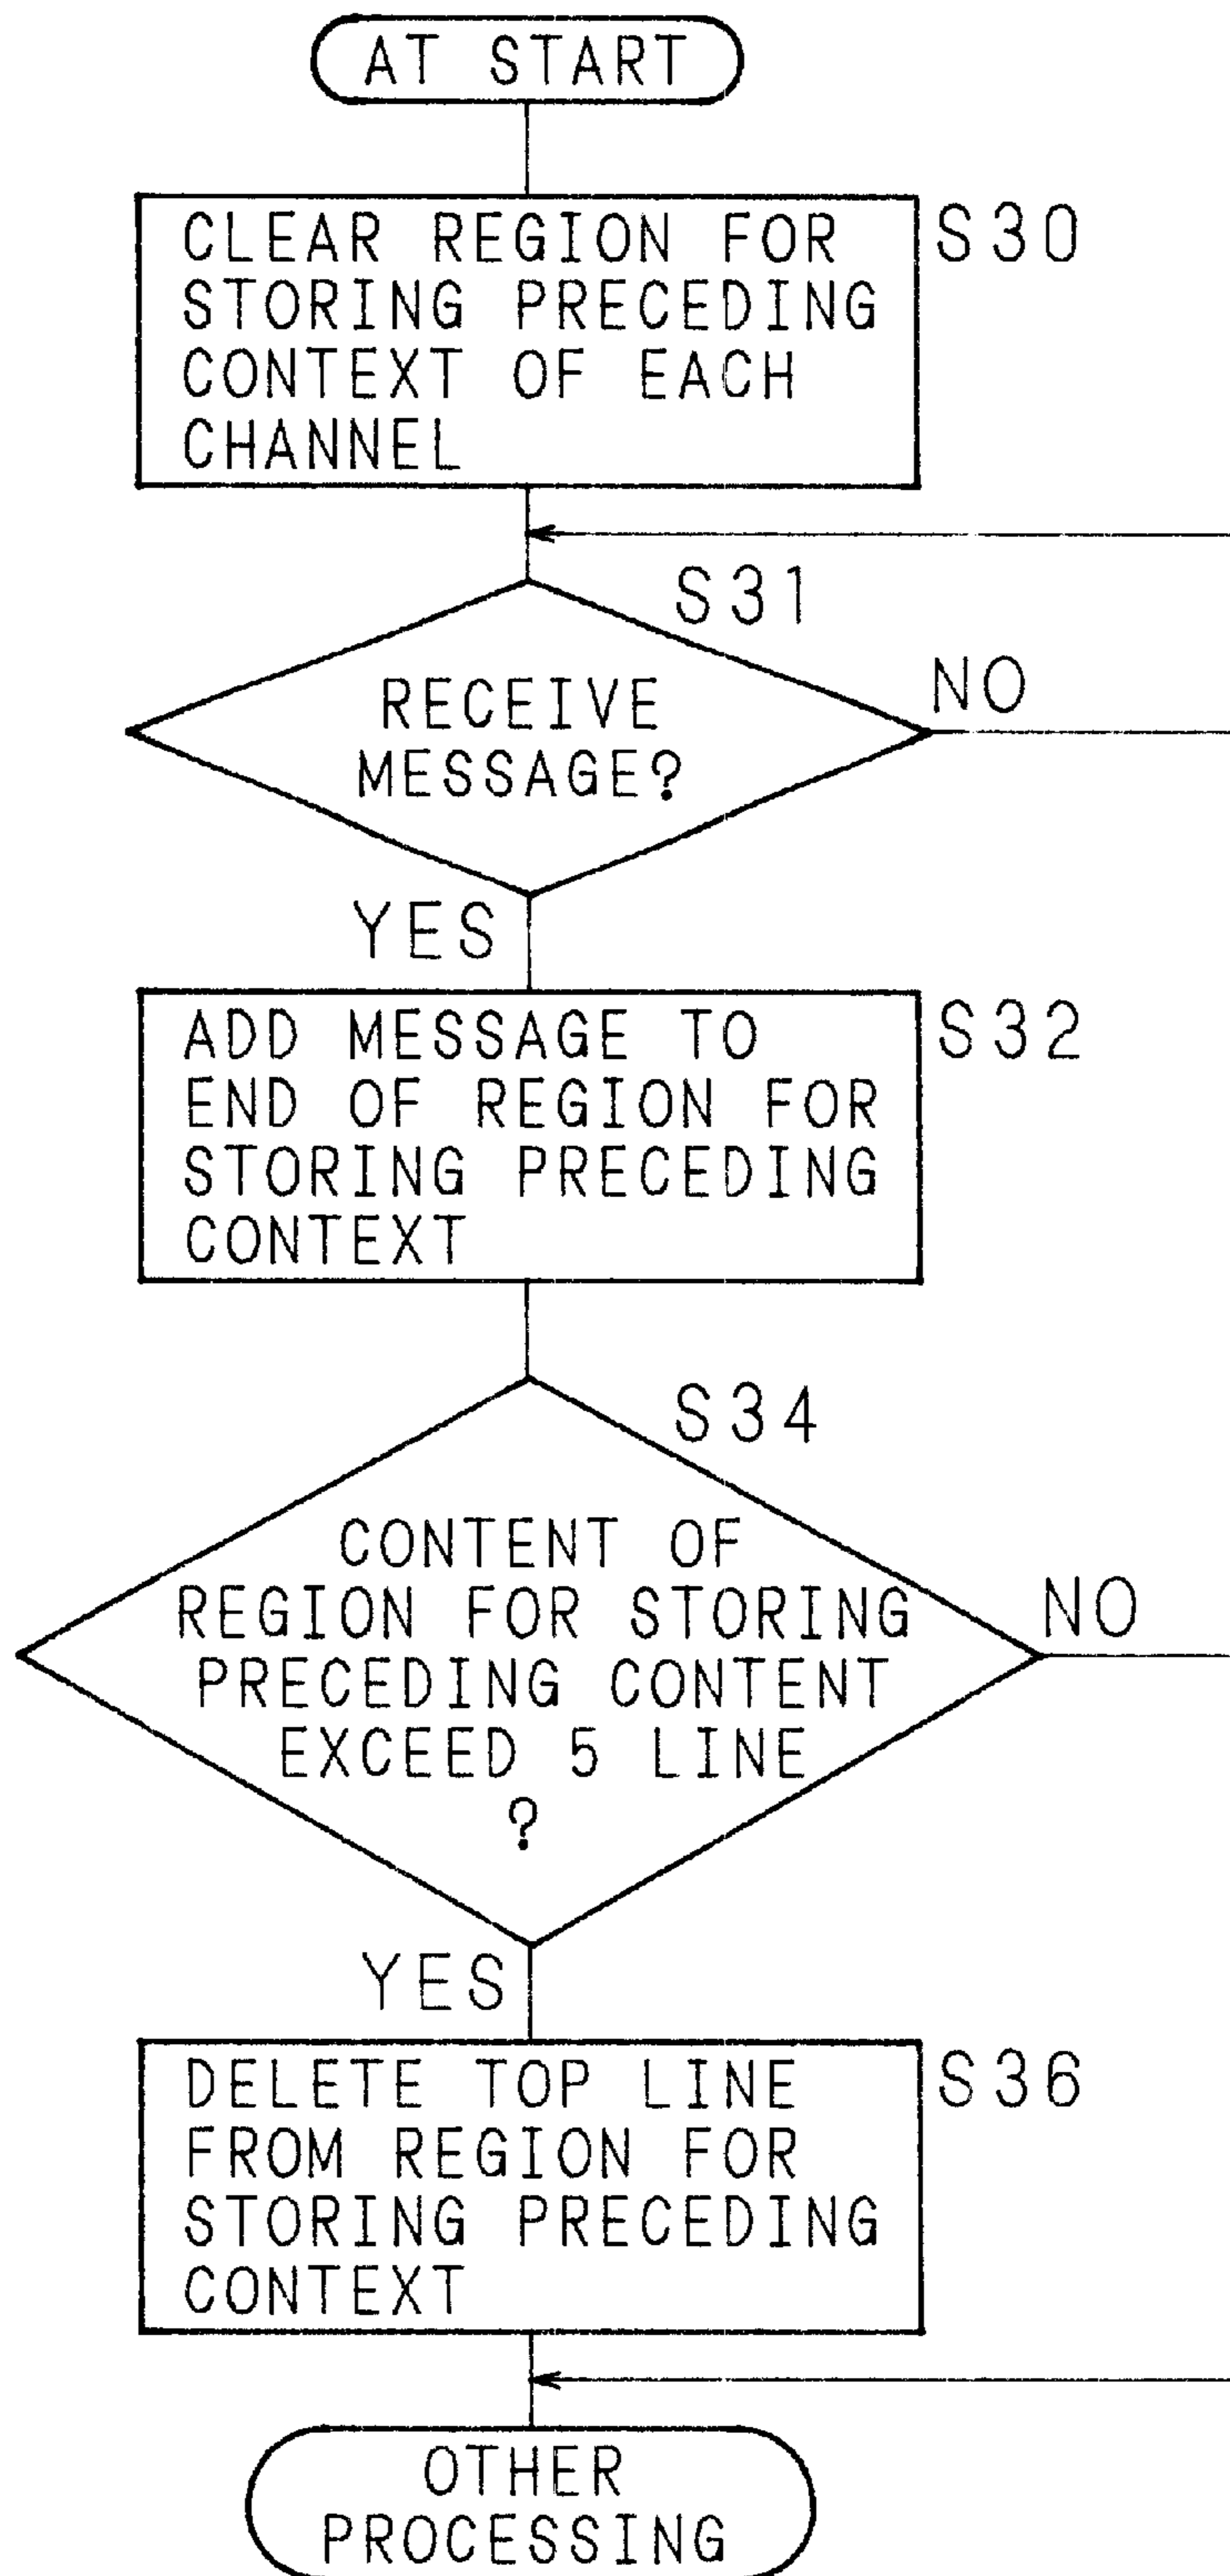 AT START
CLEAR REGION FOR
STORING PRECEDING
CONTEXT OF EACH
CHANNEL
S30
S31
RECEIVE
MESSAGE?
NO
YES
ADD MESSAGE TO
END OF REGION FOR
STORING PRECEDING
CONTEXT
S32
S34
CONTENT OF
REGION FOR STORING
PRECEDING CONTENT
EXCEED 5 LINE
?
NO
YES
DELETE TOP LINE
FROM REGION FOR
STORING PRECEDING
CONTEXT
S36
OTHER
PROCESSING